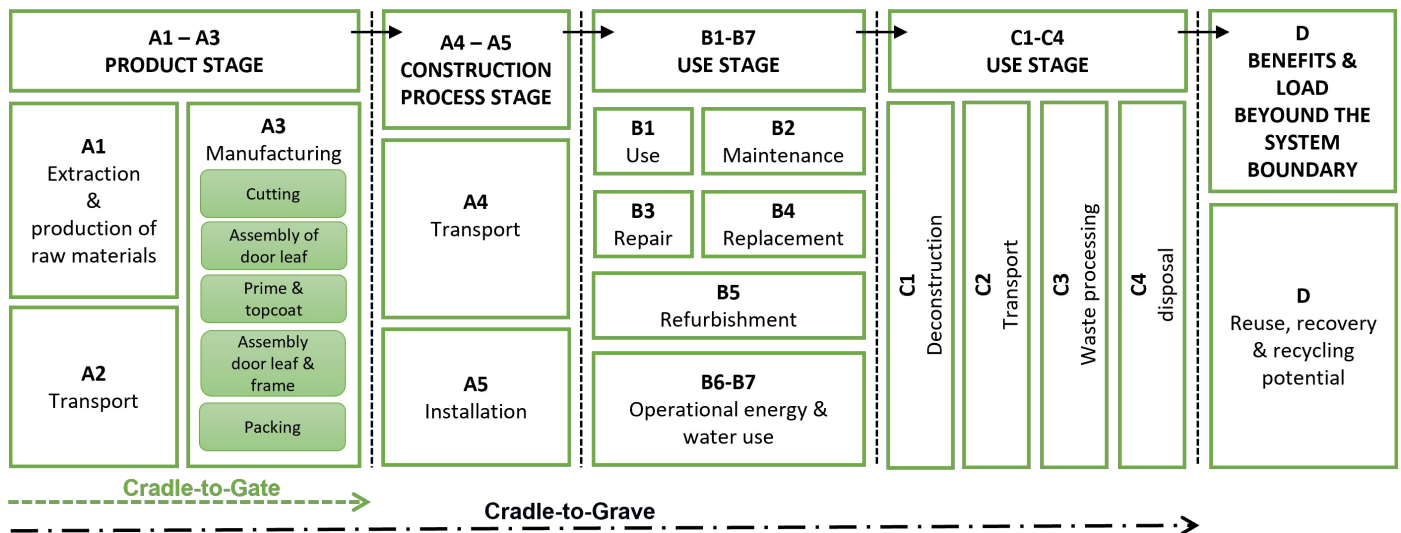 A1 – A3
PRODUCT STAGE
A1
Extraction
&
production of
raw materials
A2
Transport
A3
Manufacturing
Cutting
Assembly of
door leaf
Prime &
topcoat
Assembly
door leaf &
frame
Packing
A4 – A5
CONSTRUCTION
PROCESS STAGE
A4
Transport
A5
Installation
B1-B7
USE STAGE
B1
Use
B2
Maintenance
B3
Repair
B4
Replacement
B5
Refurbishment
B6-B7
Operational energy &
water use
C1-C4
USE STAGE
C1
Deconstruction
C2
Transport
C3
Waste processing
C4
disposal
D
BENEFITS &
LOAD
BEYOUND THE
SYSTEM
BOUNDARY
D
Reuse, recovery
& recycling
potential
Cradle-to-Gate
Cradle-to-Grave